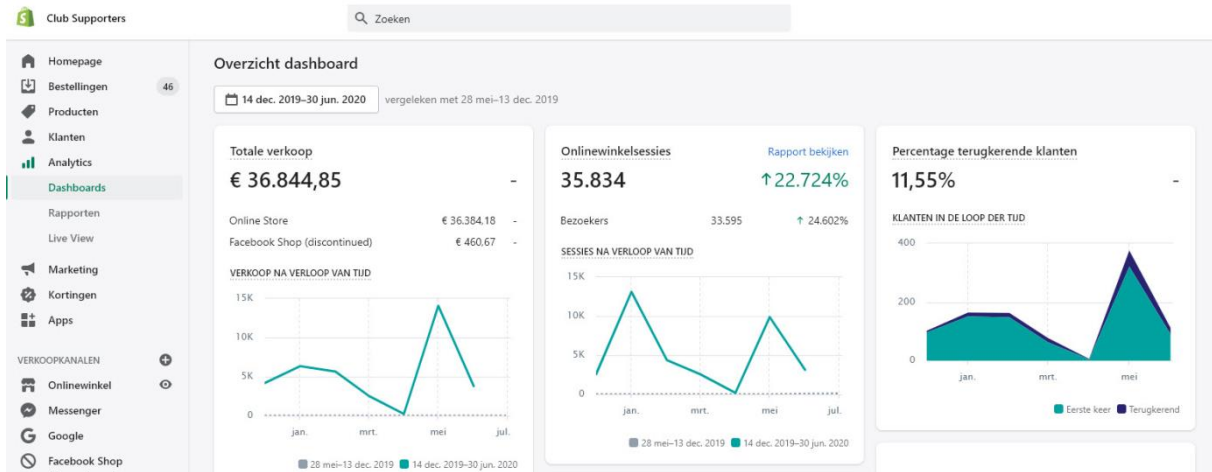 Club Supporters
Zoeken
Homepage
Bestellingen 46
Producten
Klanten
Analytics
Dashboards
Rapporten
Live View
Marketing
Kortingen
Apps
VERKOOPKANALEN
Onlinewinkel
Messenger
Google
Facebook Shop
Overzicht dashboard
14 dec. 2019–30 jun. 2020 vergeleken met 28 mei–13 dec. 2019
Totale verkoop
€ 36.844,85 -
Online Store € 36.384,18 -
Facebook Shop (discontinued) € 460,67 -
VERKOOP NA VERLOOP VAN TIJD
15K
10K
5K
0
jan. mrt. mei jul.
28 mei–13 dec. 2019 14 dec. 2019–30 jun. 2020
Onlinewinkelsessies Rapport bekijken
35.834 ↑22.724%
Bezoekers 33.595 ↑ 24.602%
SESSIES NA VERLOOP VAN TIJD
15K
10K
5K
0
jan. mrt. mei jul.
28 mei–13 dec. 2019 14 dec. 2019–30 jun. 2020
Percentage terugkerende klanten
11,55% -
KLANTEN IN DE LOOP DER TIJD
400
200
0
jan. mrt. mei
Eerste keer Terugkerend